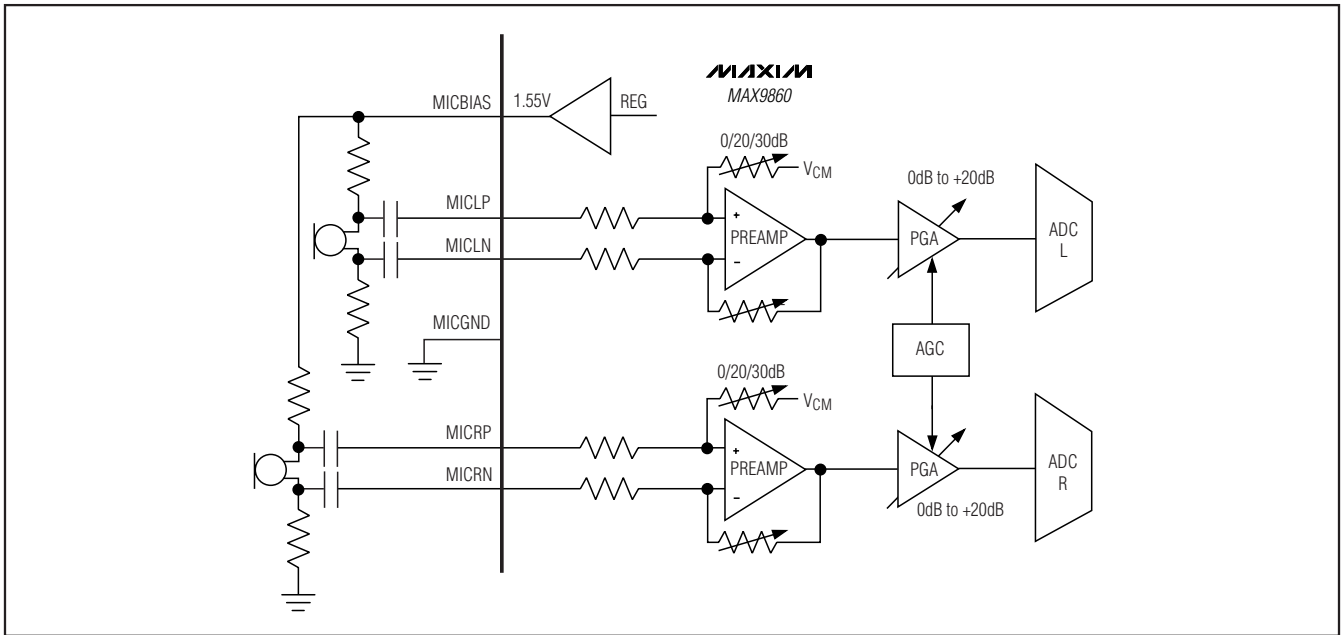 MAXIM
MAX9860
MICBIAS
1.55V
REG
0/20/30dB
VCM
0dB to +20dB
MICLP
+
PREAMP
−
PGA
ADC
L
MICLN
MICGND
AGC
0/20/30dB
VCM
MICRP
+
PREAMP
−
PGA
ADC
R
MICRN
0dB to +20dB